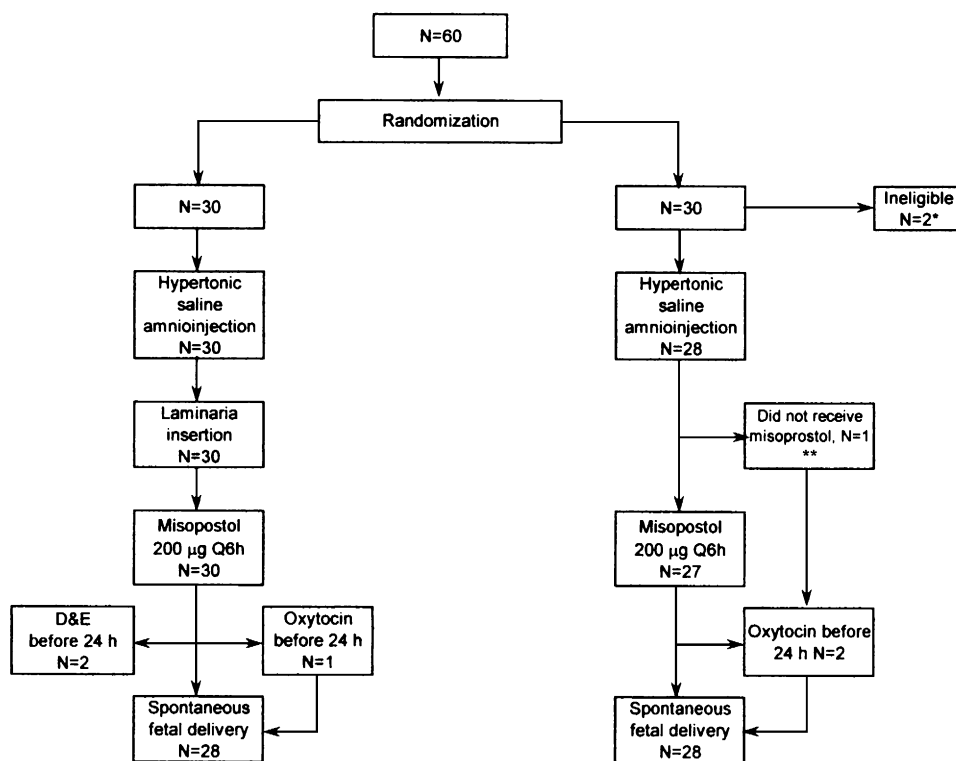 N=60
Randomization
N=30
N=30
Ineligible
N=2*
Hypertonic
saline
amnioinjection
N=30
Hypertonic
saline
amnioinjection
N=28
Laminaria
insertion
N=30
Did not receive
misoprostol, N=1
**
Misopostol
200 µg Q6h
N=30
Misopostol
200 µg Q6h
N=27
D&E
before 24 h
N=2
Oxytocin
before 24 h
N=1
Oxytocin before
24 h N=2
Spontaneous
fetal delivery
N=28
Spontaneous
fetal delivery
N=28